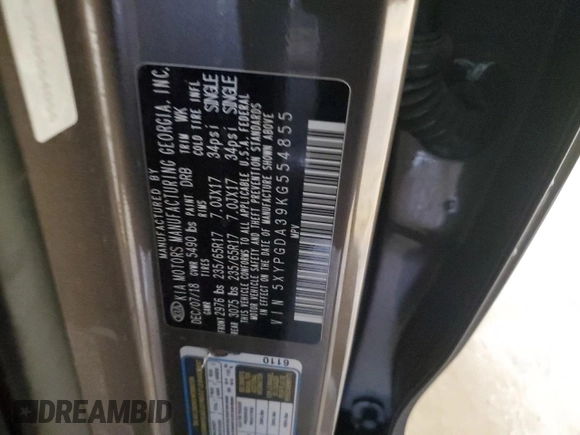 MANUFACTURED BY
KIA MOTORS MANUFACTURING GEORGIA, INC.
DEC/07/18 GVWR 5490 lbs PAINT DRB TRIM WK
GAWR TIRES RIMS COLD TIRE INFL
FRONT 2976 lbs 235/65R17 7.0JX17 34psi SINGLE
REAR 3075 lbs 235/65R17 7.0JX17 34psi SINGLE
THIS VEHICLE CONFORMS TO ALL APPLICABLE U.S.A. FEDERAL
MOTOR VEHICLE SAFETY AND THEFT PREVENTION STANDARDS
IN EFFECT ON THE DATE OF MANUFACTURE SHOWN ABOVE
VIN 5XYPGDA39KG554855
MPV
6110
DREAMBID